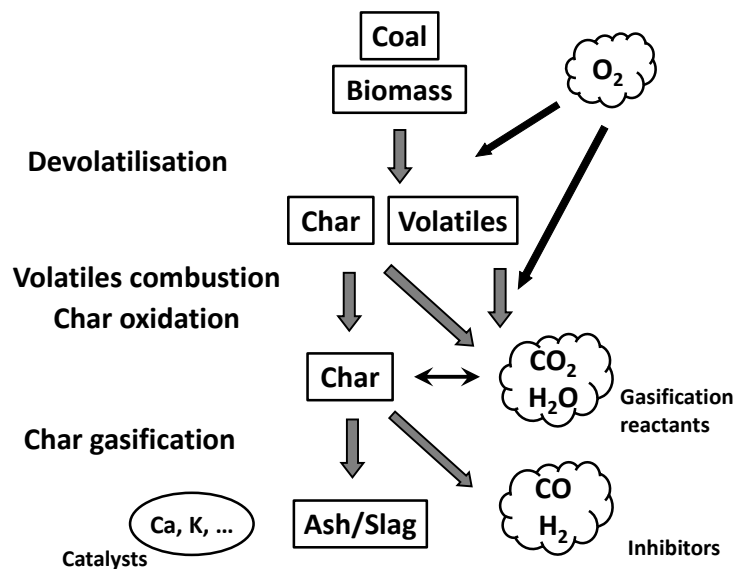 Coal
Biomass
O₂
Devolatilisation
Char
Volatiles
Volatiles combustion
Char oxidation
Char
CO₂
H₂O
Gasification
reactants
Char gasification
Ca, K, ...
Catalysts
Ash/Slag
CO
H₂
Inhibitors